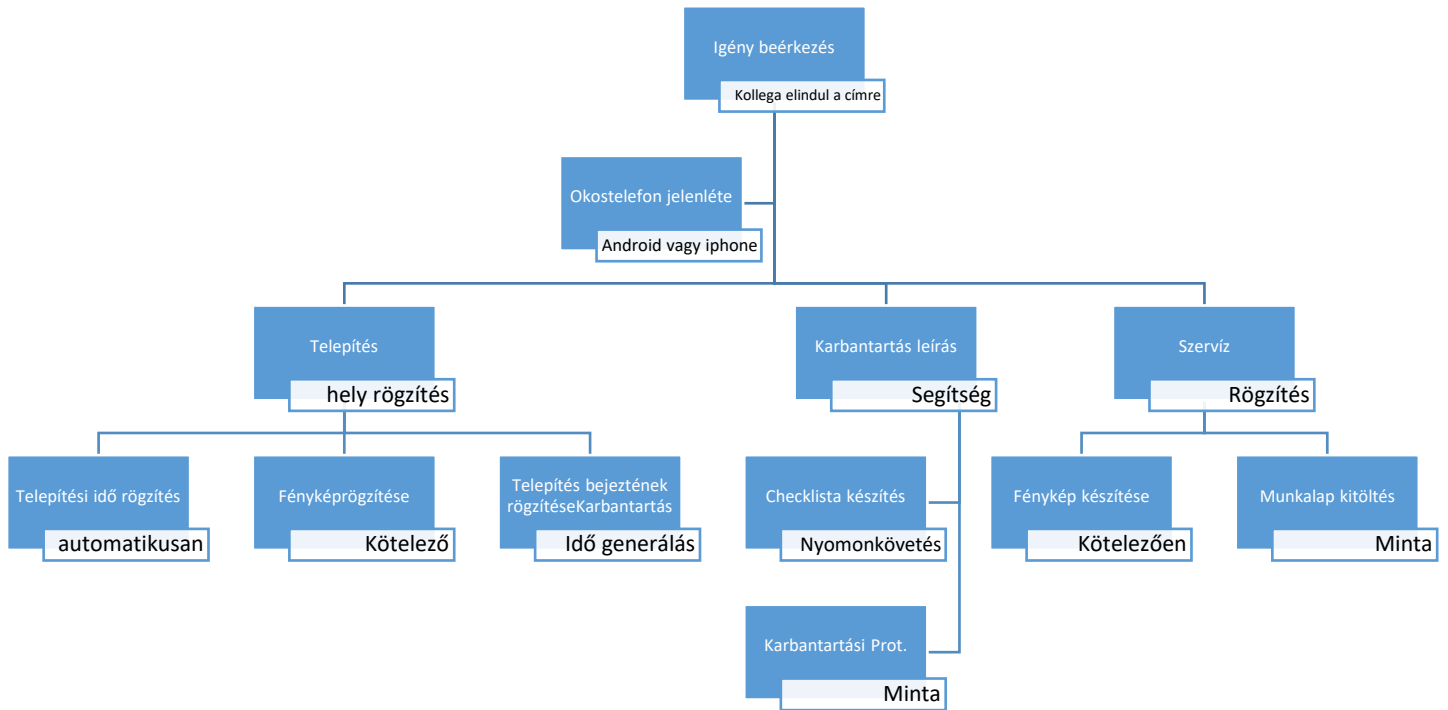 Igény beérkezés
Kollega elindul a címre
Okostelefon jelenléte
Android vagy iphone
Telepítés
hely rögzítés
Karbantartás leírás
Segítség
Szervíz
Rögzítés
Telepítési idő rögzítés
automatikusan
Fényképrögzítése
Kötelező
Telepítés bejeztének
rögzítéseKarbantartás
Idő generálás
Checklista készítés
Nyomonkövetés
Fénykép készítése
Kötelezően
Munkalap kitöltés
Minta
Karbantartási Prot.
Minta